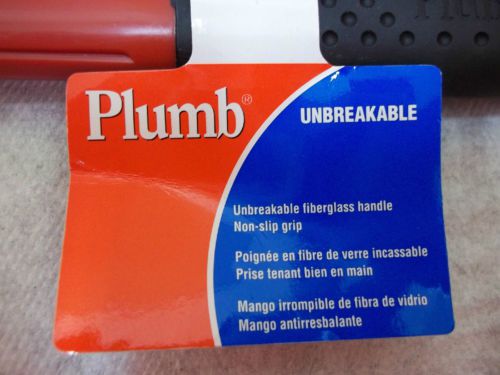 Plumb®
UNBREAKABLE
Unbreakable fiberglass handle
Non-slip grip
Poignée en fibre de verre incassable
Prise tenant bien en main
Mango irrompible de fibra de vidrio
Mango antirresbalante